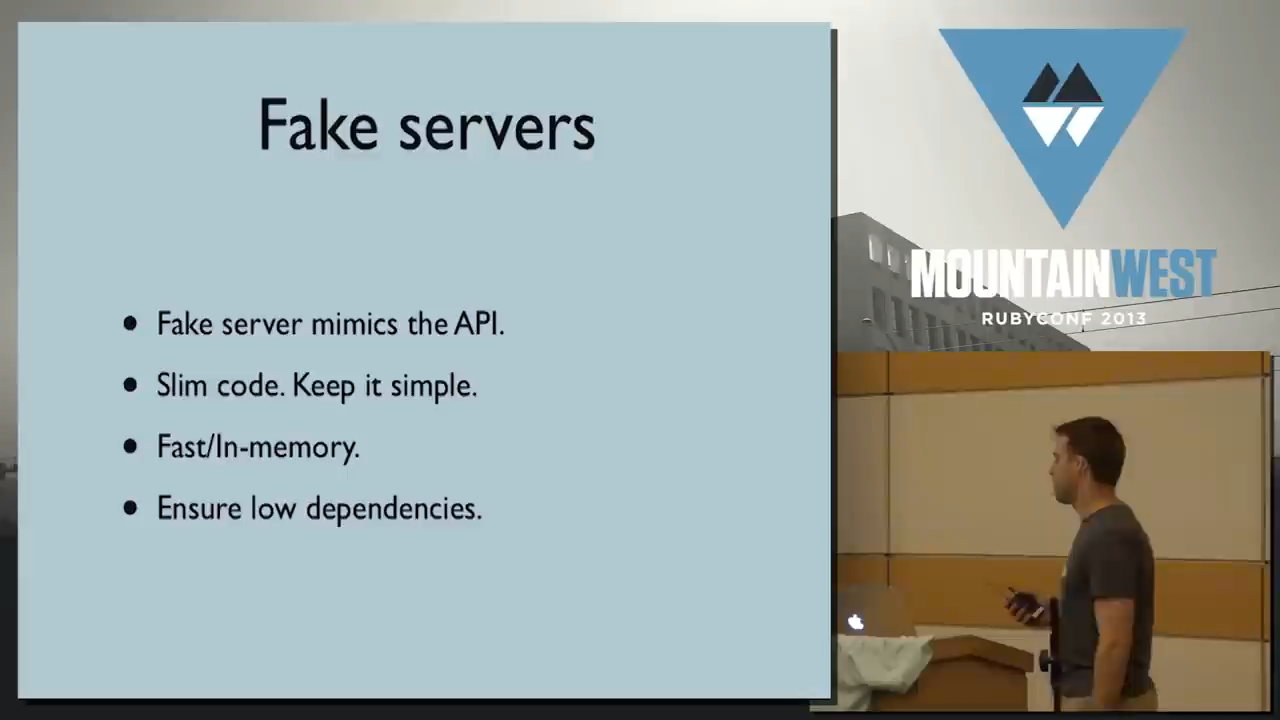 Fake servers
• Fake server mimics the API.
• Slim code. Keep it simple.
• Fast/In-memory.
• Ensure low dependencies.
MOUNTAINWEST
RUBYCONF 2013